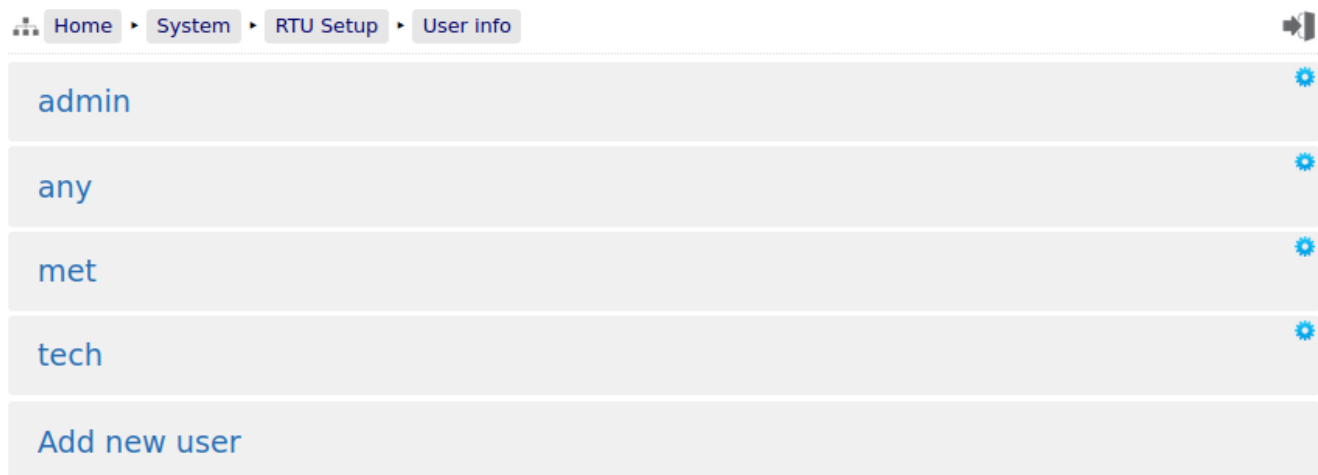 Home ‣ System ‣ RTU Setup ‣ User info
admin
any
met
tech
Add new user